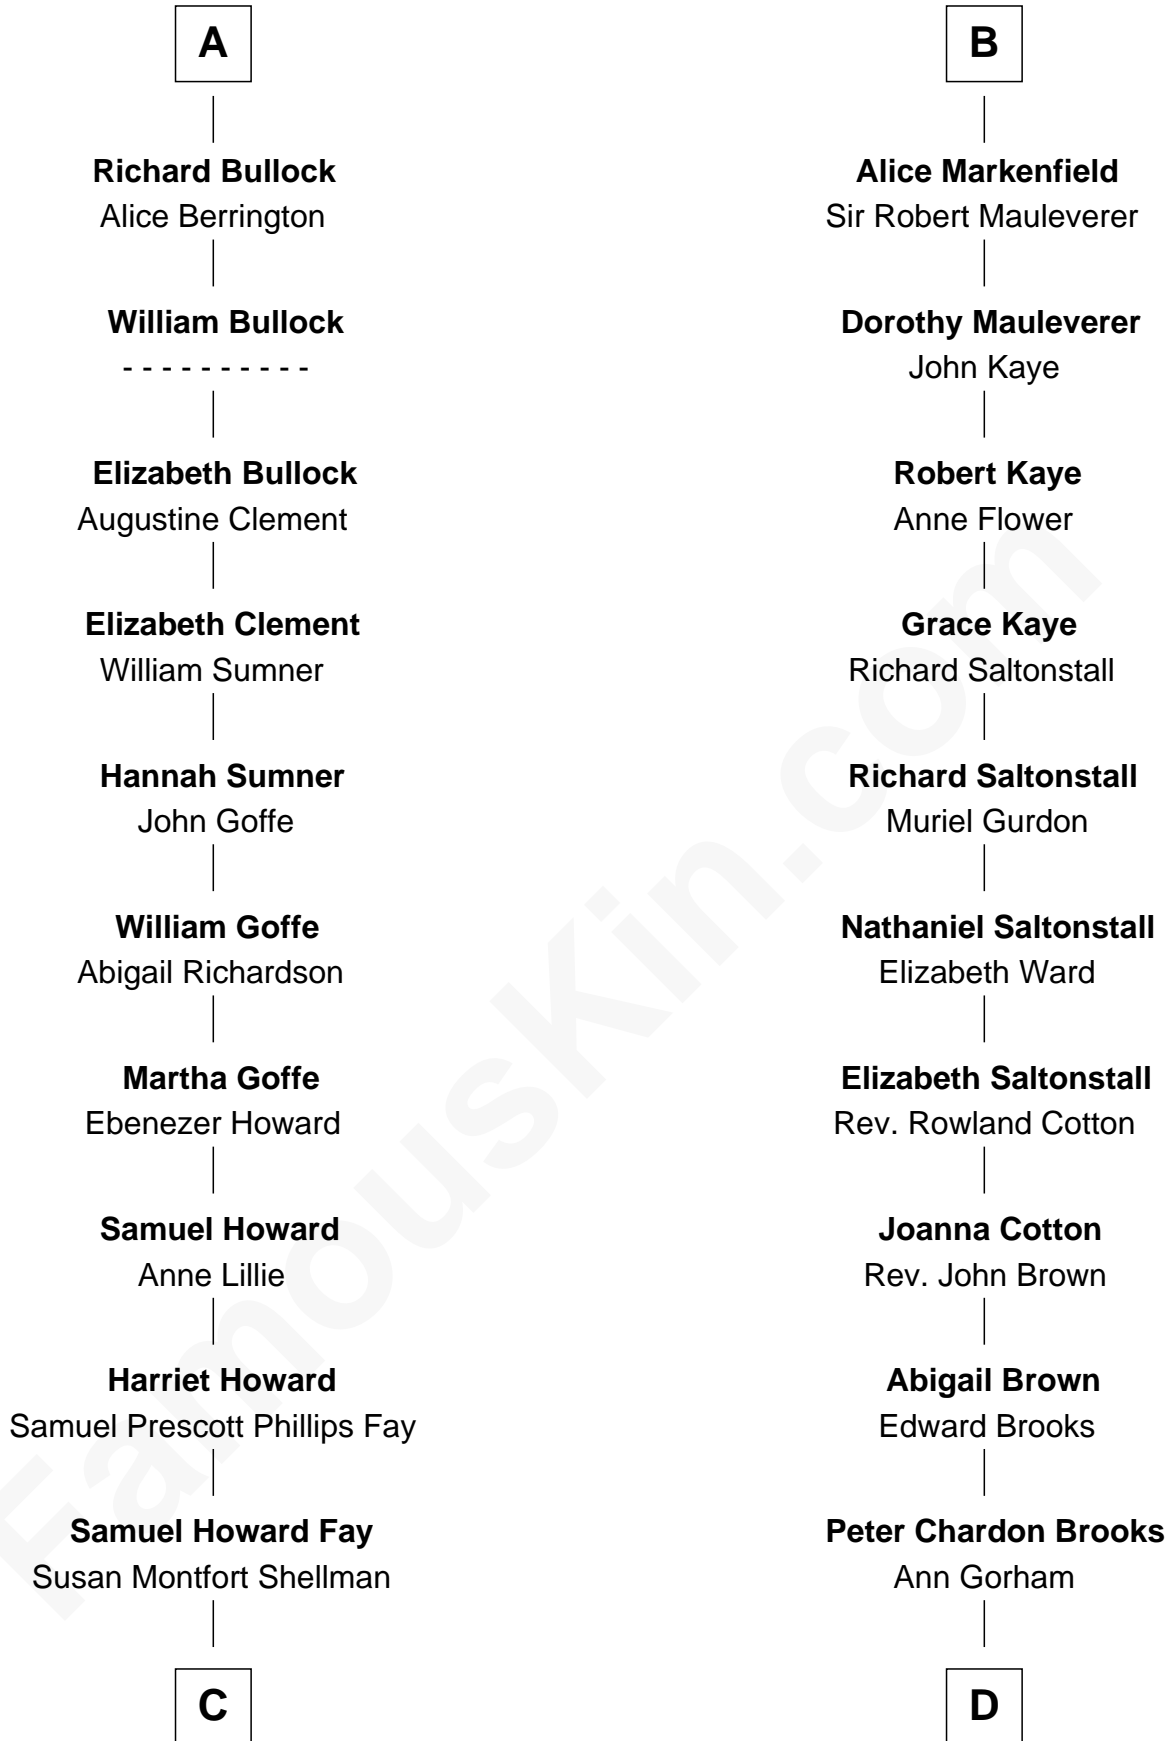 A
Richard Bullock
Alice Berrington
William Bullock
- - - - - - - - - -
Elizabeth Bullock
Augustine Clement
Elizabeth Clement
William Sumner
Hannah Sumner
John Goffe
William Goffe
Abigail Richardson
Martha Goffe
Ebenezer Howard
Samuel Howard
Anne Lillie
Harriet Howard
Samuel Prescott Phillips Fay
Samuel Howard Fay
Susan Montfort Shellman
C
B
Alice Markenfield
Sir Robert Mauleverer
Dorothy Mauleverer
John Kaye
Robert Kaye
Anne Flower
Grace Kaye
Richard Saltonstall
Richard Saltonstall
Muriel Gurdon
Nathaniel Saltonstall
Elizabeth Ward
Elizabeth Saltonstall
Rev. Rowland Cotton
Joanna Cotton
Rev. John Brown
Abigail Brown
Edward Brooks
Peter Chardon Brooks
Ann Gorham
D
FamousKin.com